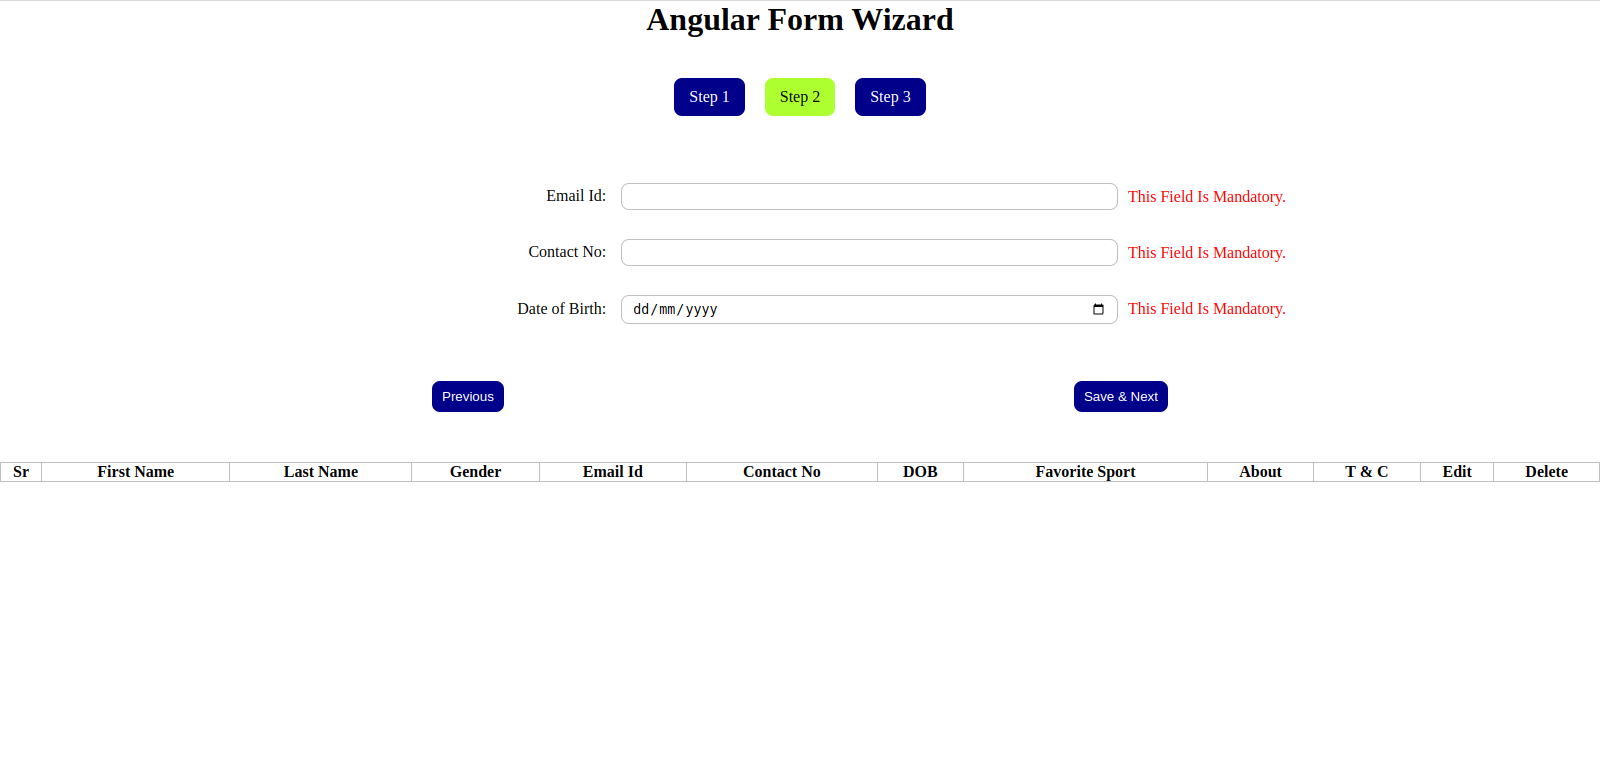 Angular Form Wizard
Step 1 Step 2 Step 3
Email Id: This Field Is Mandatory.
Contact No: This Field Is Mandatory.
Date of Birth: dd/mm/yyyy This Field Is Mandatory.
Previous Save & Next
Sr First Name Last Name Gender Email Id Contact No DOB Favorite Sport About T & C Edit Delete